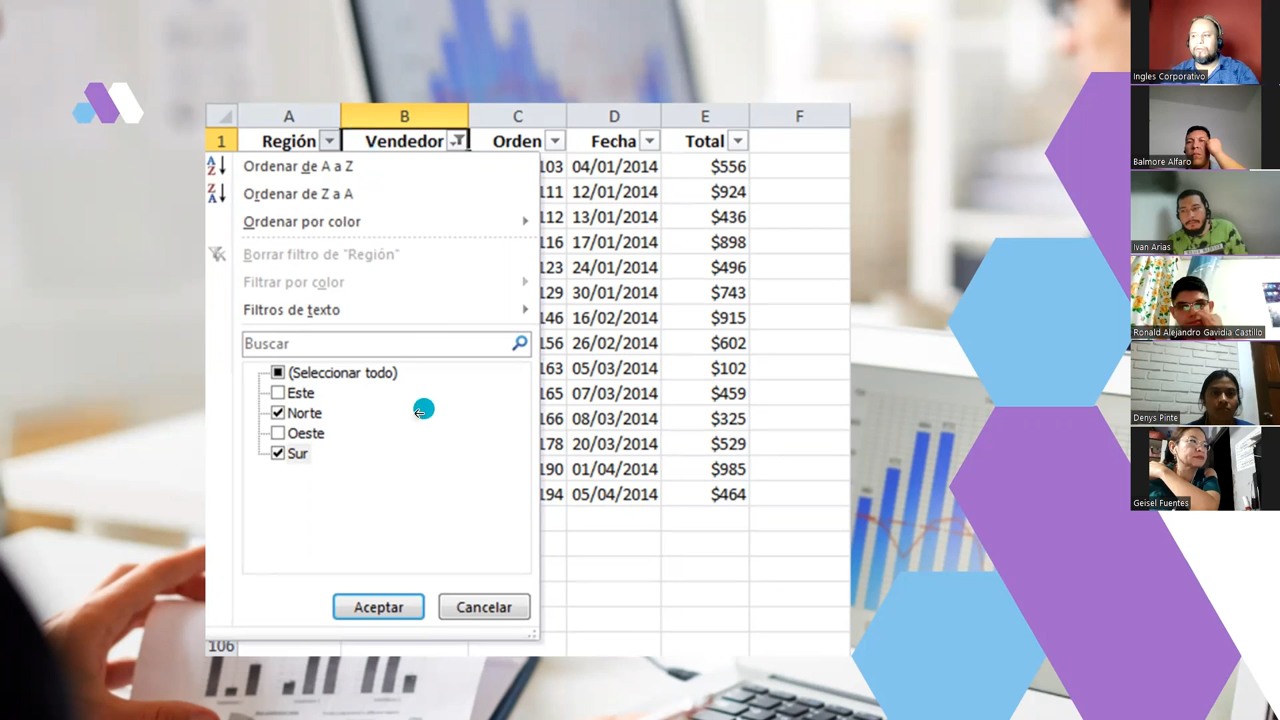 A B C D E F
1 Región Vendedor Orden Fecha Total
Ordenar de A a Z
Ordenar de Z a A
Ordenar por color
Borrar filtro de "Región"
Filtrar por color
Filtros de texto
Buscar
(Seleccionar todo)
Este
Norte
Oeste
Sur
Aceptar Cancelar
103 04/01/2014 $556
111 12/01/2014 $924
112 13/01/2014 $436
116 17/01/2014 $898
123 24/01/2014 $496
129 30/01/2014 $743
146 16/02/2014 $915
156 26/02/2014 $602
163 05/03/2014 $102
165 07/03/2014 $459
166 08/03/2014 $325
178 20/03/2014 $529
190 01/04/2014 $985
194 05/04/2014 $464
106
Ingles Corporativo
Balmore Alfaro
Ivan Arias
Ronald Alejandro Gavidia Castillo
Denys Pinte
Geisel Fuentes